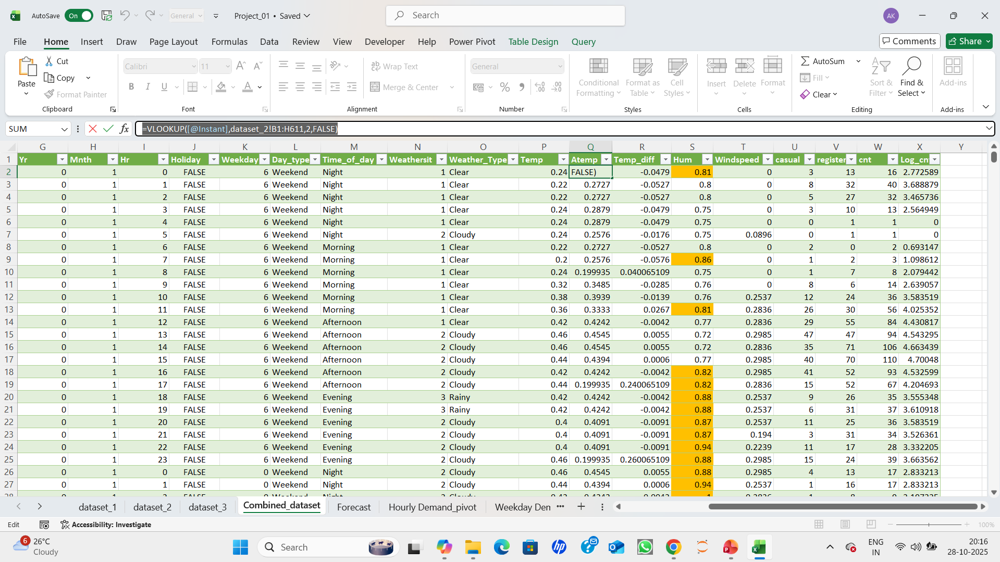 AutoSave On General Project_01 • Saved Search AK
File Home Insert Draw Page Layout Formulas Data Review View Developer Help Power Pivot Table Design Query Comments Share
Paste Cut Copy Format Painter Clipboard
Calibri 11 B I U A Font
Wrap Text Merge & Center Alignment
General % Number
Conditional Formatting Format as Table Cell Styles Styles
Insert Delete Format Cells
AutoSum Fill Clear Sort & Filter Find & Select Editing
Add-ins Add-ins
SUM fx =VLOOKUP([@Instant],dataset_2!B1:H611,2,FALSE)
G H I J K L M N O P Q R S T U V W X Y
1 Yr Mnth Hr Holiday Weekday Day_type Time_of_day Weathersit Weather_Type Temp Atemp Temp_diff Hum Windspeed casual register cnt Log_cn
2 0 1 0 FALSE 6 Weekend Night 1 Clear 0.24 FALSE) -0.0479 0.81 0 3 13 16 2.772589
3 0 1 1 FALSE 6 Weekend Night 1 Clear 0.22 0.2727 -0.0527 0.8 0 8 32 40 3.688879
4 0 1 2 FALSE 6 Weekend Night 1 Clear 0.22 0.2727 -0.0527 0.8 0 5 27 32 3.465736
5 0 1 3 FALSE 6 Weekend Night 1 Clear 0.24 0.2879 -0.0479 0.75 0 3 10 13 2.564949
6 0 1 4 FALSE 6 Weekend Night 1 Clear 0.24 0.2879 -0.0479 0.75 0 0 1 1 0
7 0 1 5 FALSE 6 Weekend Night 2 Cloudy 0.24 0.2576 -0.0176 0.75 0.0896 0 1 1 0
8 0 1 6 FALSE 6 Weekend Morning 1 Clear 0.22 0.2727 -0.0527 0.8 0 2 0 2 0.693147
9 0 1 7 FALSE 6 Weekend Morning 1 Clear 0.2 0.2576 -0.0576 0.86 0 1 2 3 1.098612
10 0 1 8 FALSE 6 Weekend Morning 1 Clear 0.24 0.199935 0.040065109 0.75 0 1 7 8 2.079442
11 0 1 9 FALSE 6 Weekend Morning 1 Clear 0.32 0.3485 -0.0285 0.76 0 8 6 14 2.639057
12 0 1 10 FALSE 6 Weekend Morning 1 Clear 0.38 0.3939 -0.0139 0.76 0.2537 12 24 36 3.583519
13 0 1 11 FALSE 6 Weekend Morning 1 Clear 0.36 0.3333 0.0267 0.81 0.2836 26 30 56 4.025352
14 0 1 12 FALSE 6 Weekend Afternoon 1 Clear 0.42 0.4242 -0.0042 0.77 0.2836 29 55 84 4.430817
15 0 1 13 FALSE 6 Weekend Afternoon 2 Cloudy 0.46 0.4545 0.0055 0.72 0.2985 47 47 94 4.543295
16 0 1 14 FALSE 6 Weekend Afternoon 2 Cloudy 0.46 0.4545 0.0055 0.72 0.2836 35 71 106 4.663439
17 0 1 15 FALSE 6 Weekend Afternoon 2 Cloudy 0.44 0.4394 0.0006 0.77 0.2985 40 70 110 4.70048
18 0 1 16 FALSE 6 Weekend Afternoon 2 Cloudy 0.42 0.4242 -0.0042 0.82 0.2985 41 52 93 4.532599
19 0 1 17 FALSE 6 Weekend Afternoon 2 Cloudy 0.44 0.199935 0.240065109 0.82 0.2836 15 52 67 4.204693
20 0 1 18 FALSE 6 Weekend Evening 3 Rainy 0.42 0.4242 -0.0042 0.88 0.2537 9 26 35 3.555348
21 0 1 19 FALSE 6 Weekend Evening 3 Rainy 0.42 0.4242 -0.0042 0.88 0.2537 6 31 37 3.610918
22 0 1 20 FALSE 6 Weekend Evening 2 Cloudy 0.4 0.4091 -0.0091 0.87 0.2537 11 25 36 3.583519
23 0 1 21 FALSE 6 Weekend Evening 2 Cloudy 0.4 0.4091 -0.0091 0.87 0.194 3 31 34 3.526361
24 0 1 22 FALSE 6 Weekend Evening 2 Cloudy 0.4 0.4091 -0.0091 0.94 0.2239 11 17 28 3.332205
25 0 1 23 FALSE 6 Weekend Evening 2 Cloudy 0.46 0.199935 0.260065109 0.88 0.2985 15 24 39 3.663562
26 0 1 0 FALSE 0 Weekend Night 2 Cloudy 0.46 0.4545 0.0055 0.88 0.2985 4 13 17 2.833213
27 0 1 1 FALSE 0 Weekend Night 2 Cloudy 0.44 0.4394 0.0006 0.94 0.2537 1 16 17 2.833213
dataset_1 dataset_2 dataset_3 Combined_dataset Forecast Hourly Demand_pivot Weekday Den
Edit Accessibility: Investigate 100%
6 26°C Cloudy Search ENG IN 20:16 28-10-2025